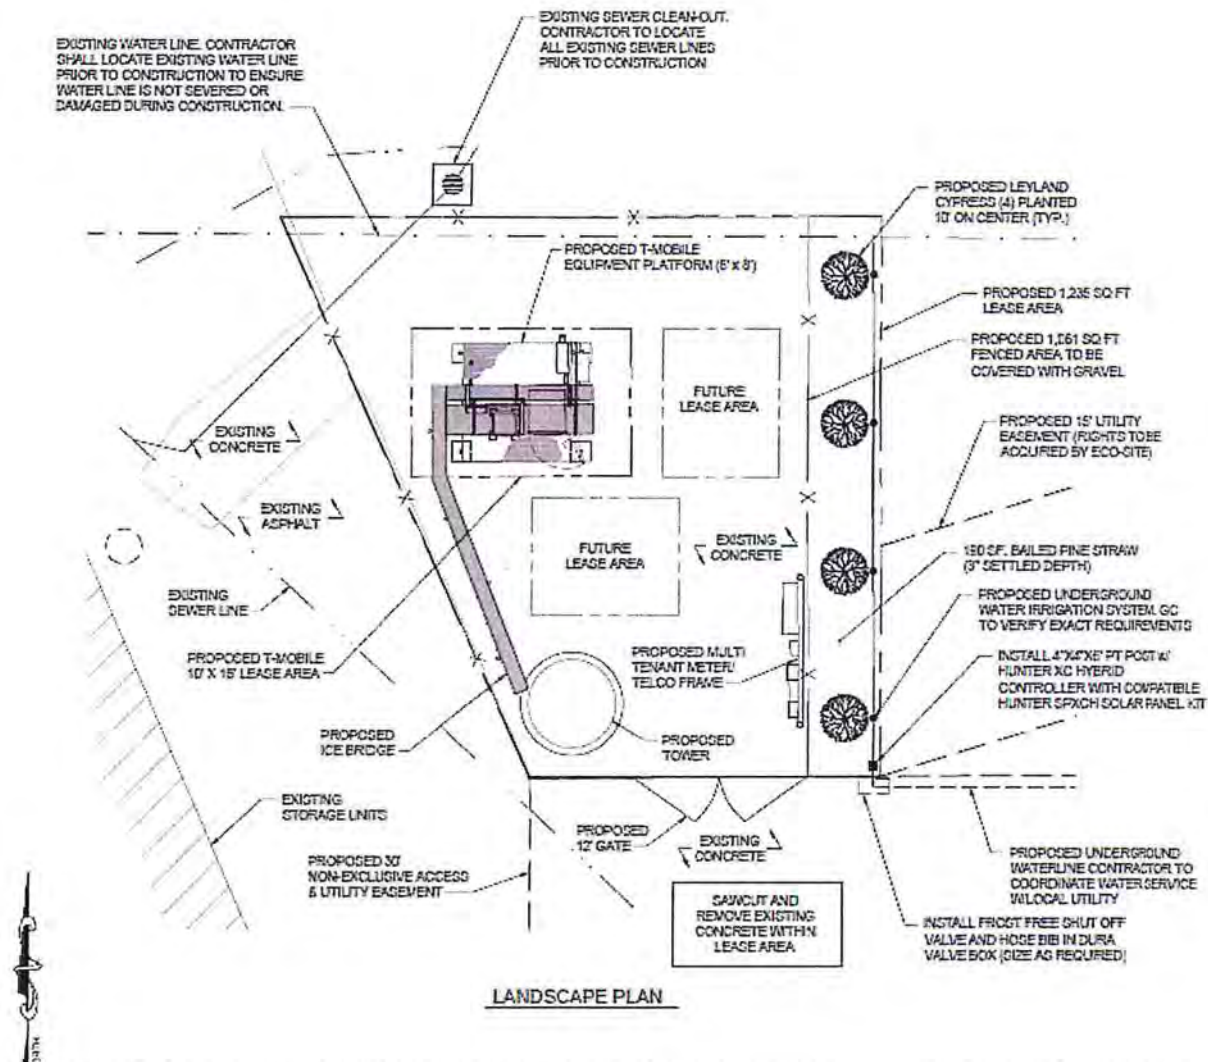 EXISTING SEWER CLEAN-OUT.
CONTRACTOR TO LOCATE
ALL EXISTING SEWER LINES
PRIOR TO CONSTRUCTION
EXISTING WATER LINE. CONTRACTOR
SHALL LOCATE EXISTING WATER LINE
PRIOR TO CONSTRUCTION TO ENSURE
WATER LINE IS NOT SEVERED OR
DAMAGED DURING CONSTRUCTION.
PROPOSED LEYLAND
CYPRESS (4) PLANTED
10' ON CENTER (TYP.)
PROPOSED T-MOBILE
EQUIPMENT PLATFORM
PROPOSED 1,235 SQ FT
LEASE AREA
PROPOSED SQ FT
FENCED AREA TO BE
COVERED WITH GRAVEL
FUTURE
LEASE AREA
PROPOSED 15' UTILITY
EASEMENT (RIGHTS TO BE
ACQUIRED BY ECO-SITE)
EXISTING
CONCRETE
EXISTING
ASPHALT
FUTURE
LEASE AREA
EXISTING
CONCRETE
190 SF. BAILED PINE STRAW
(3" SETTLED DEPTH)
EXISTING
SEWER LINE
PROPOSED UNDERGROUND
WATER IRRIGATION SYSTEM. GC
TO VERIFY EXACT REQUIREMENTS
PROPOSED T-MOBILE
10' X 15' LEASE AREA
PROPOSED MULTI
TENANT METER/
TELCO FRAME
INSTALL PT POST W/
HUNTER XC HYBRID
CONTROLLER WITH COMPATIBLE
HUNTER SPXCH SOLAR PANEL KIT
PROPOSED
ICE BRIDGE
PROPOSED
TOWER
EXISTING
STORAGE UNITS
PROPOSED
12' GATE
EXISTING
CONCRETE
PROPOSED 30'
NON-EXCLUSIVE ACCESS
& UTILITY EASEMENT
PROPOSED UNDERGROUND
WATERLINE CONTRACTOR TO
COORDINATE WATER SERVICE
W/LOCAL UTILITY
SAWCUT AND
REMOVE EXISTING
CONCRETE WITHIN
LEASE AREA
INSTALL FROST FREE SHUT OFF
VALVE AND HOSE BIB IN DURA
VALVE BOX (SIZE AS REQUIRED)
LANDSCAPE PLAN